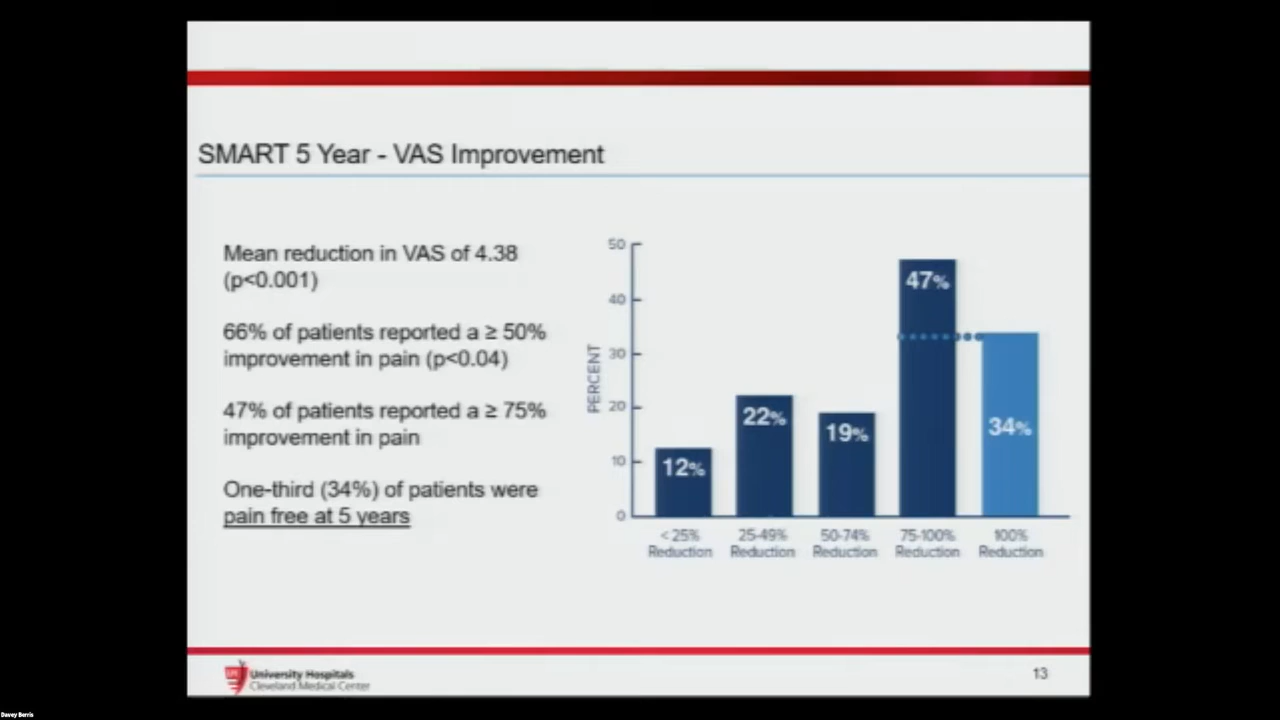 SMART 5 Year - VAS Improvement
Mean reduction in VAS of 4.38
(p<0.001)
66% of patients reported a ≥ 50%
improvement in pain (p<0.04)
47% of patients reported a ≥ 75%
improvement in pain
One-third (34%) of patients were
pain free at 5 years
PERCENT
50
40
30
20
10
0
12%
22%
19%
47%
34%
<25%
Reduction
25-49%
Reduction
50-74%
Reduction
75-100%
Reduction
100%
Reduction
University Hospitals
Cleveland Medical Center
13
Davey Berris